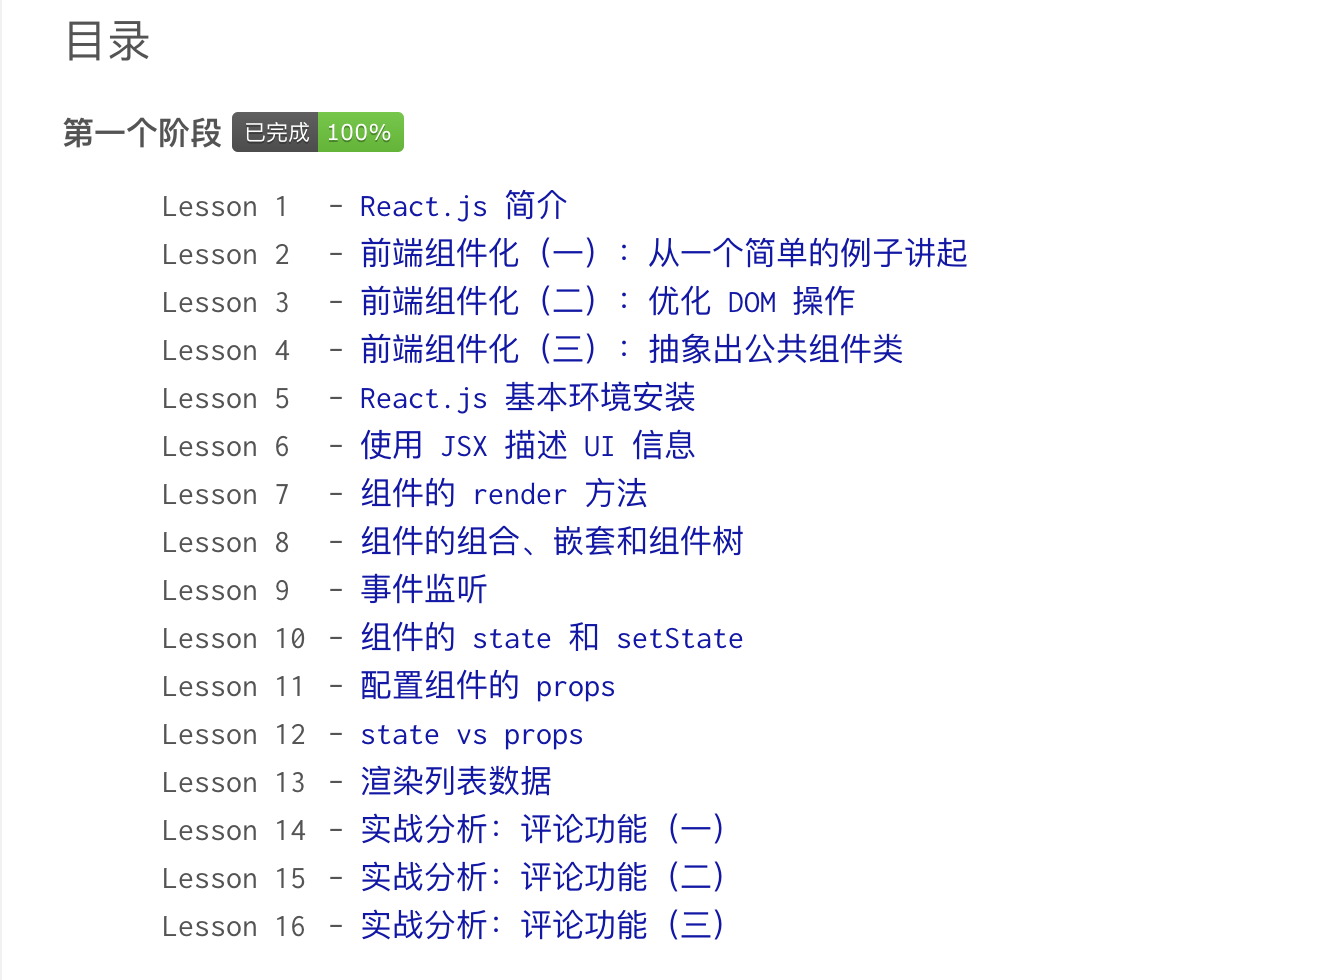 目录
第一个阶段 已完成 100%
Lesson 1 - React.js 简介
Lesson 2 - 前端组件化（一）：从一个简单的例子讲起
Lesson 3 - 前端组件化（二）：优化 DOM 操作
Lesson 4 - 前端组件化（三）：抽象出公共组件类
Lesson 5 - React.js 基本环境安装
Lesson 6 - 使用 JSX 描述 UI 信息
Lesson 7 - 组件的 render 方法
Lesson 8 - 组件的组合、嵌套和组件树
Lesson 9 - 事件监听
Lesson 10 - 组件的 state 和 setState
Lesson 11 - 配置组件的 props
Lesson 12 - state vs props
Lesson 13 - 渲染列表数据
Lesson 14 - 实战分析：评论功能（一）
Lesson 15 - 实战分析：评论功能（二）
Lesson 16 - 实战分析：评论功能（三）